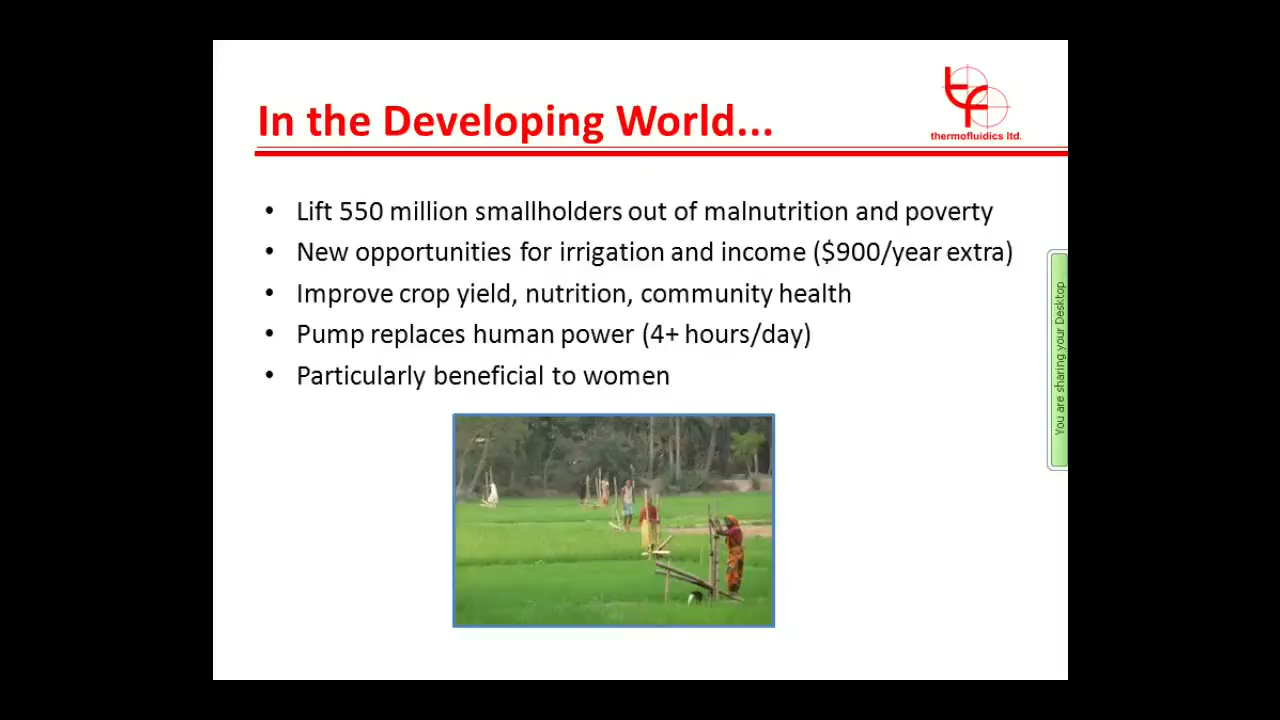 In the Developing World...
thermofluidics ltd.
• Lift 550 million smallholders out of malnutrition and poverty
• New opportunities for irrigation and income ($900/year extra)
• Improve crop yield, nutrition, community health
• Pump replaces human power (4+ hours/day)
• Particularly beneficial to women
You are sharing your Desktop